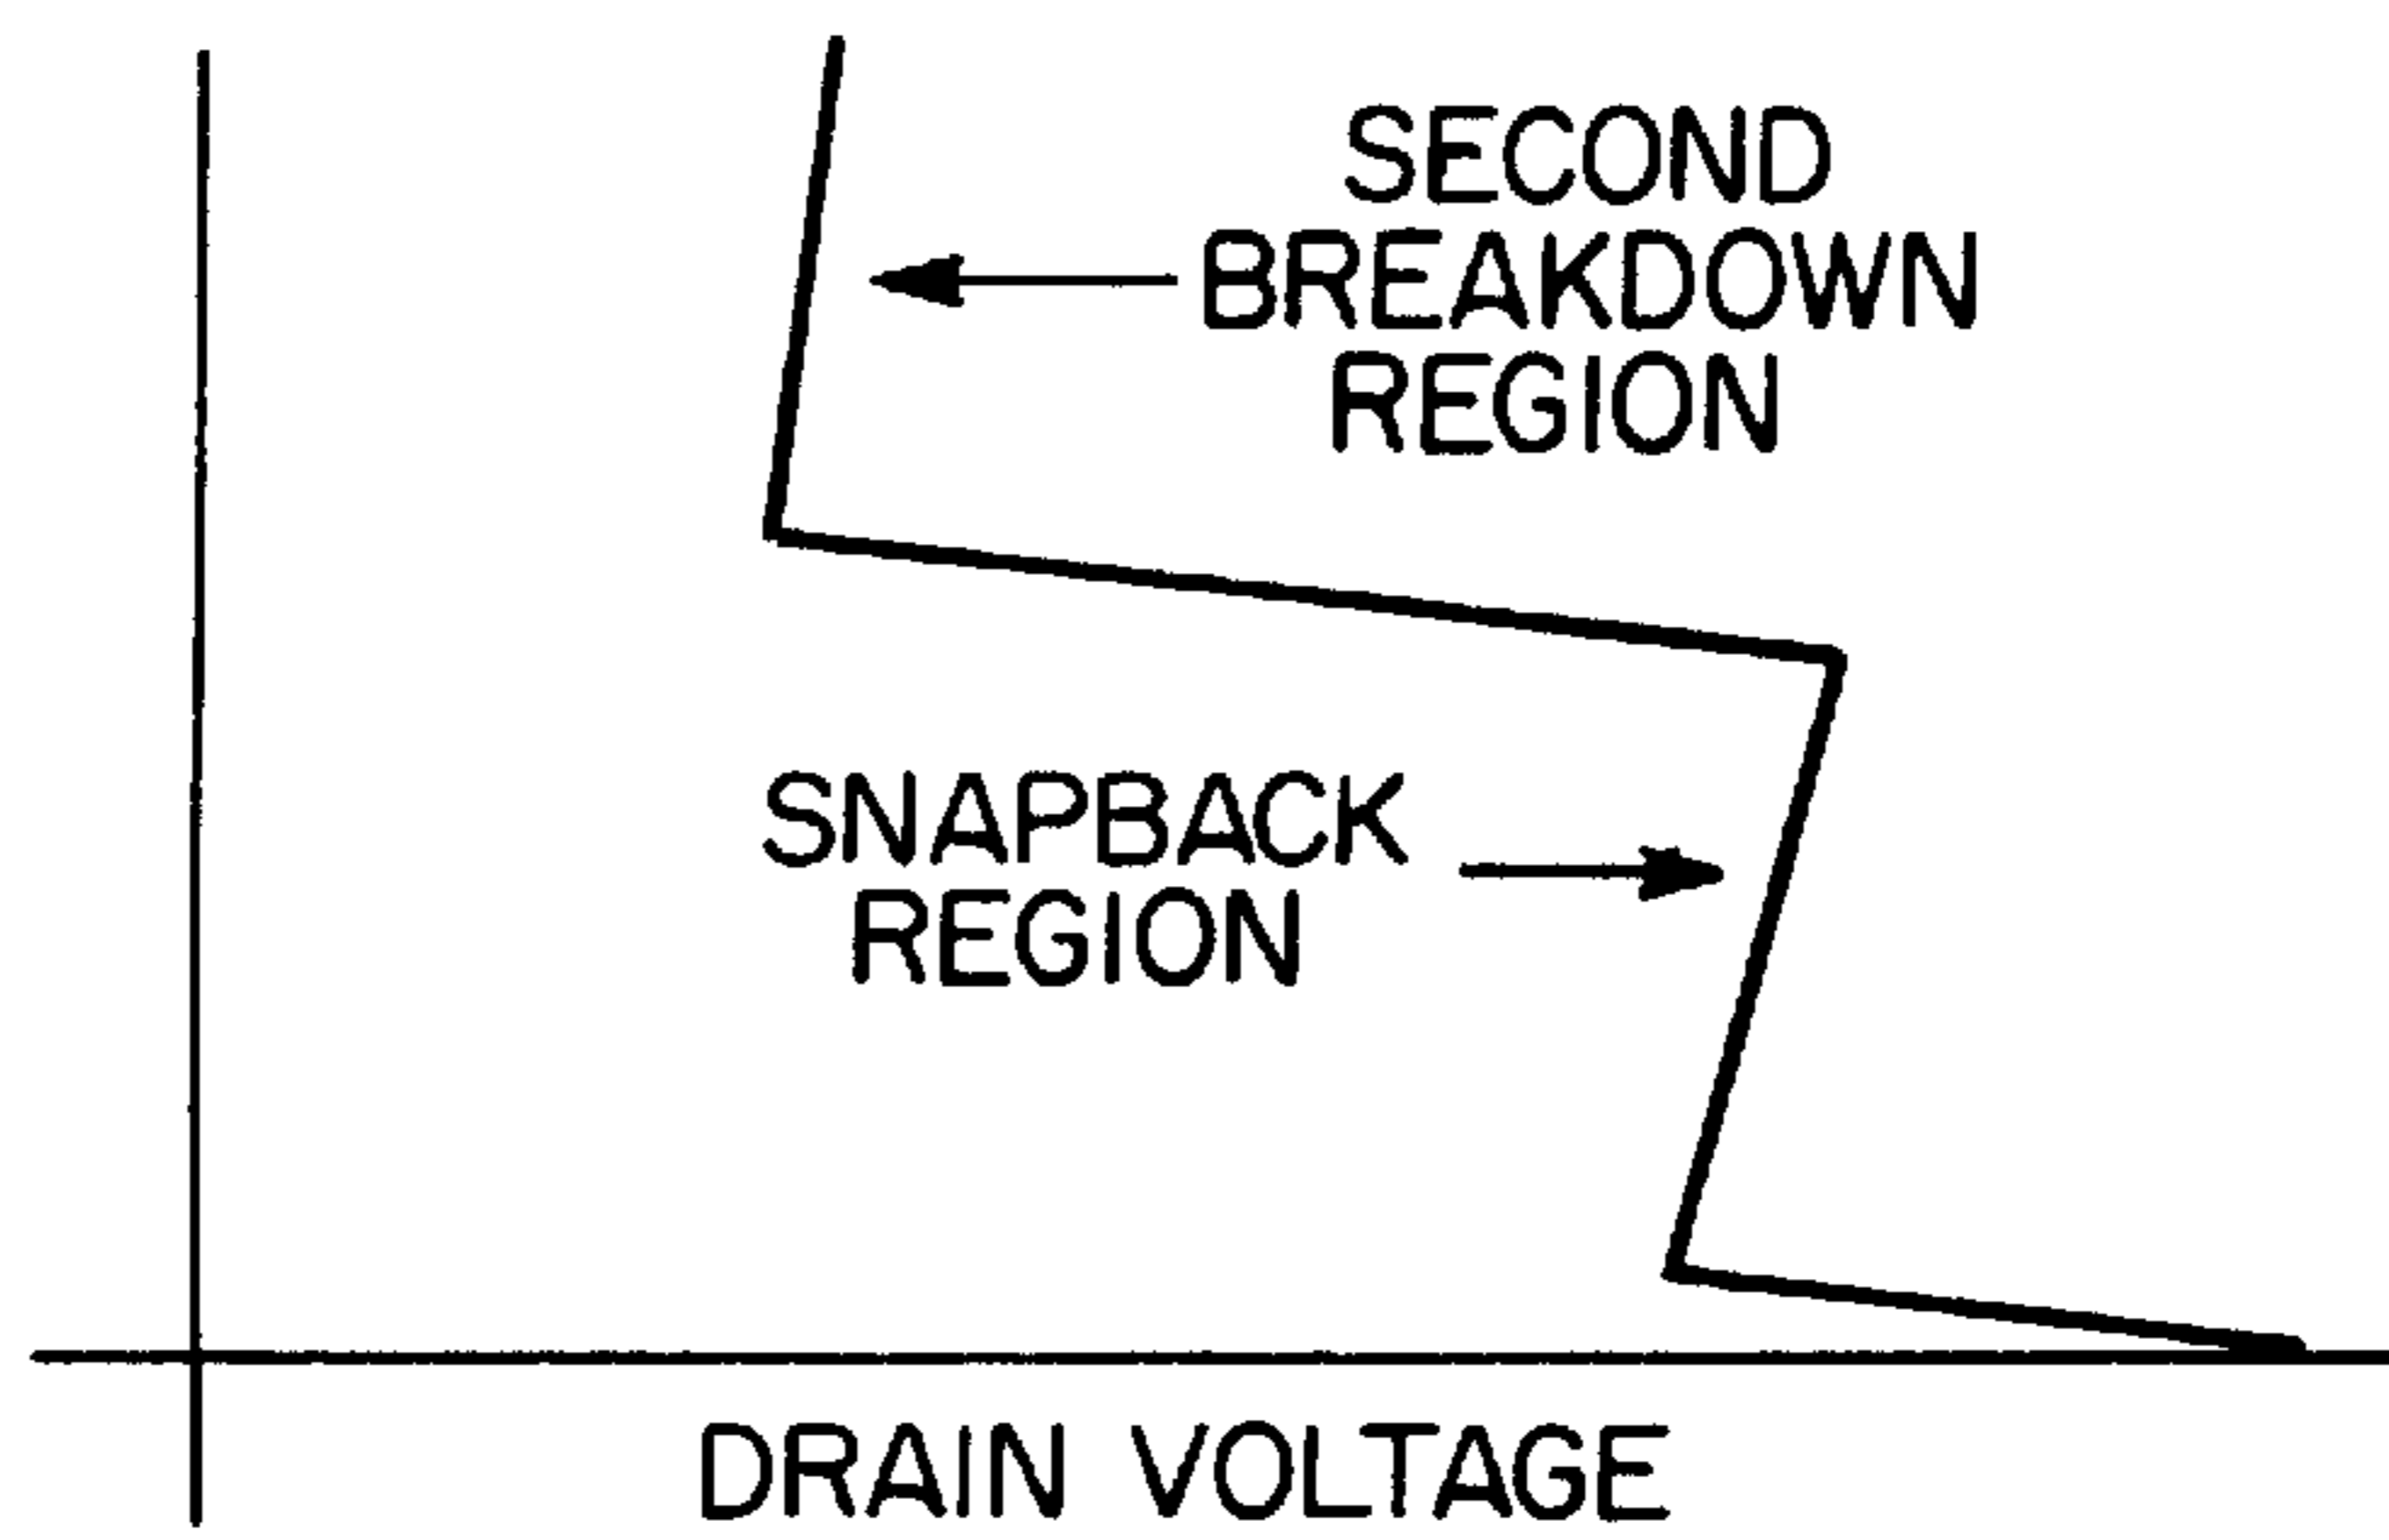 SECOND
BREAKDOWN
REGION
SNAPBACK
REGION
DRAIN VOLTAGE